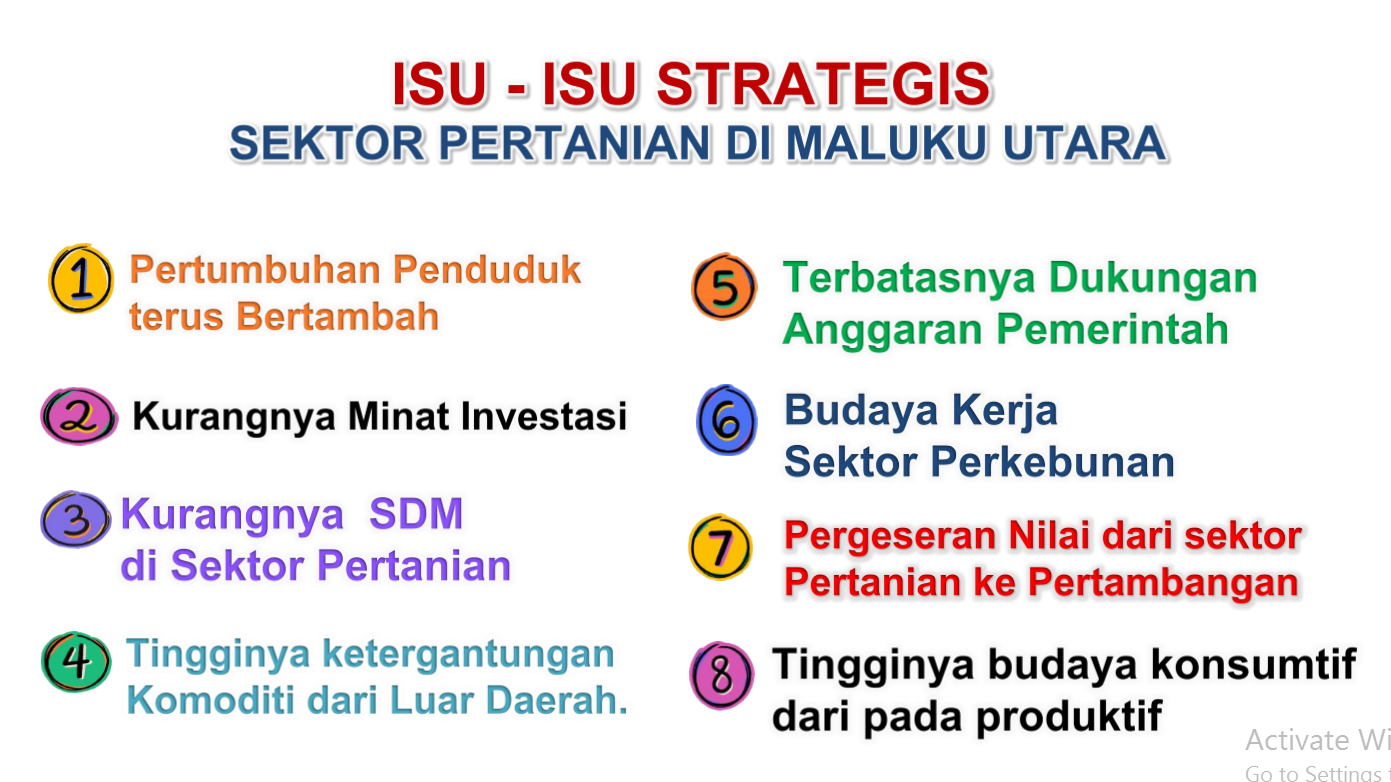 ISU - ISU STRATEGIS
SEKTOR PERTANIAN DI MALUKU UTARA
1 Pertumbuhan Penduduk
terus Bertambah
2 Kurangnya Minat Investasi
3 Kurangnya SDM
di Sektor Pertanian
4 Tingginya ketergantungan
Komoditi dari Luar Daerah.
5 Terbatasnya Dukungan
Anggaran Pemerintah
6 Budaya Kerja
Sektor Perkebunan
7 Pergeseran Nilai dari sektor
Pertanian ke Pertambangan
8 Tingginya budaya konsumtif
dari pada produktif
Activate Wi
Go to Settings